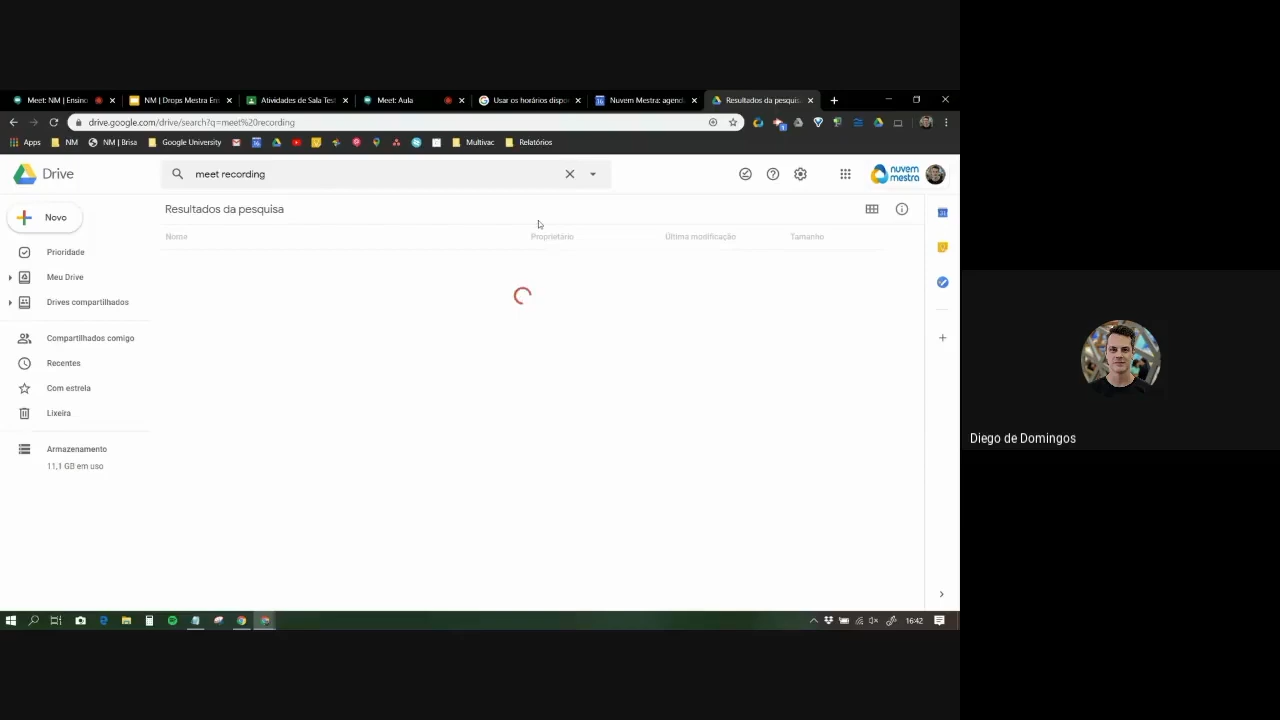 Meet: NM | Ensino
NM | Drops Mestra En
Atividades de Sala Test
Meet: Aula
Usar os horários dispo
Nuvem Mestra: agend
Resultados da pesquis
drive.google.com/drive/search?q=meet%20recording
Apps
NM
NM | Brisa
Google University
Multivac
Relatórios
Drive
meet recording
nuvem
mestra
Novo
Resultados da pesquisa
Nome
Proprietário
Última modificação
Tamanho
Prioridade
Meu Drive
Drives compartilhados
Compartilhados comigo
Recentes
Com estrela
Lixeira
Armazenamento
11,1 GB em uso
Diego de Domingos
16:42